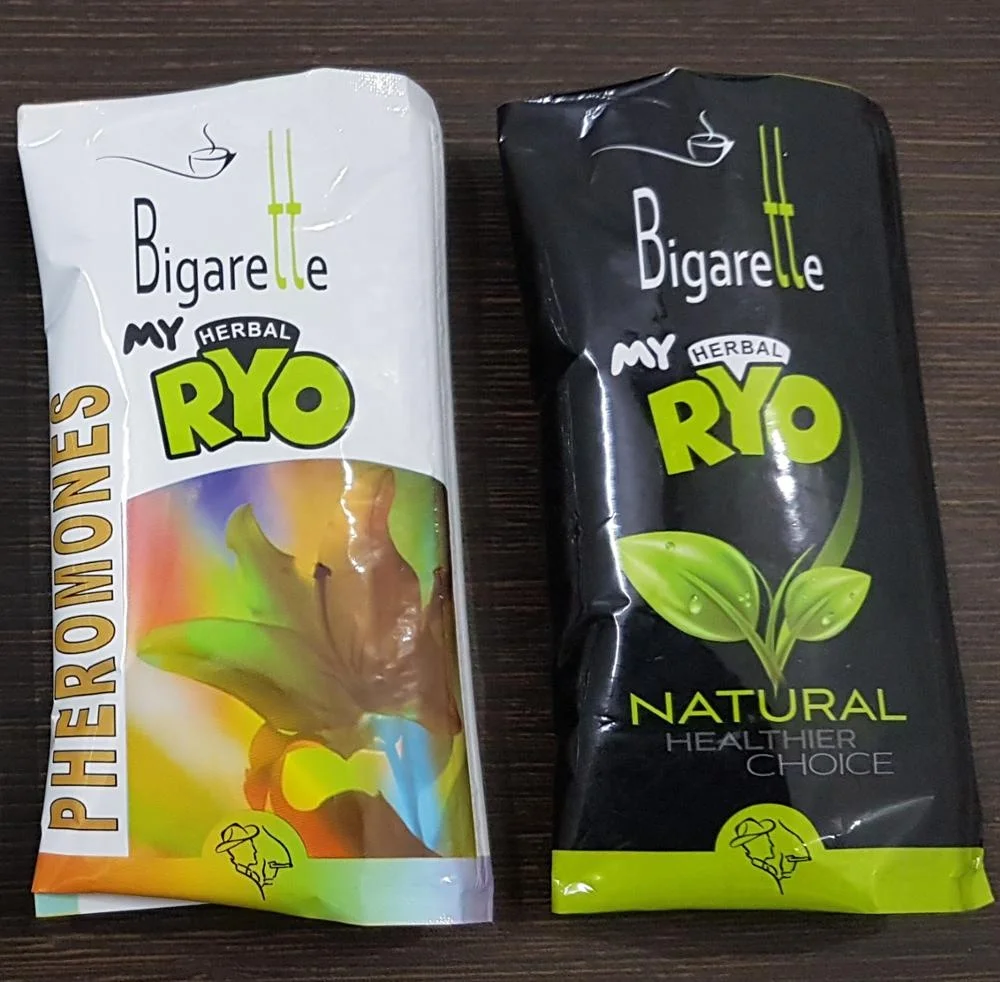 Bigarette
MY HERBAL
RYO
PHEROMONES
Bigarette
MY HERBAL
RYO
NATURAL
HEALTHIER
CHOICE